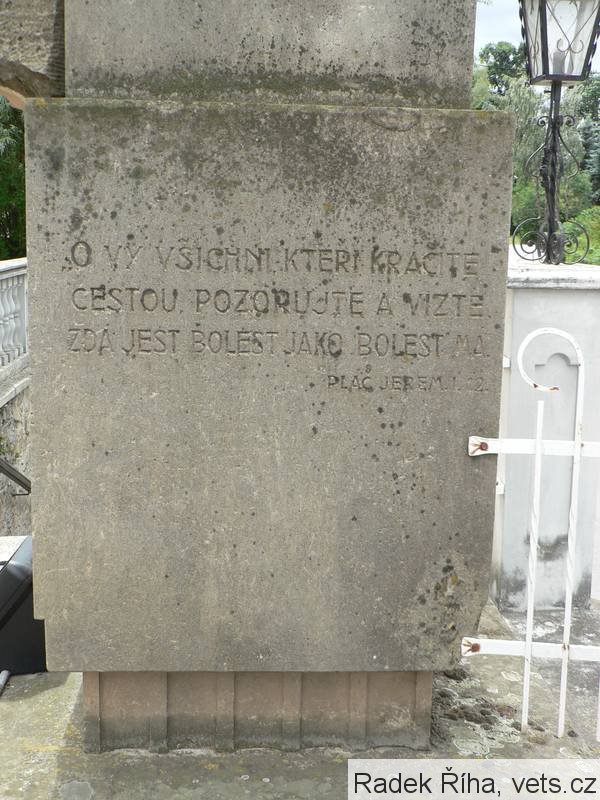 „O VY VŠICHNI, KTEŘÍ KRÁČÍTE
CESTOU, POZORUJTE A VIZTE,
ZDA JEST BOLEST JAKO BOLEST MÁ.
PLÁČ JEREM. I. 12.
Radek Říha, vets.cz